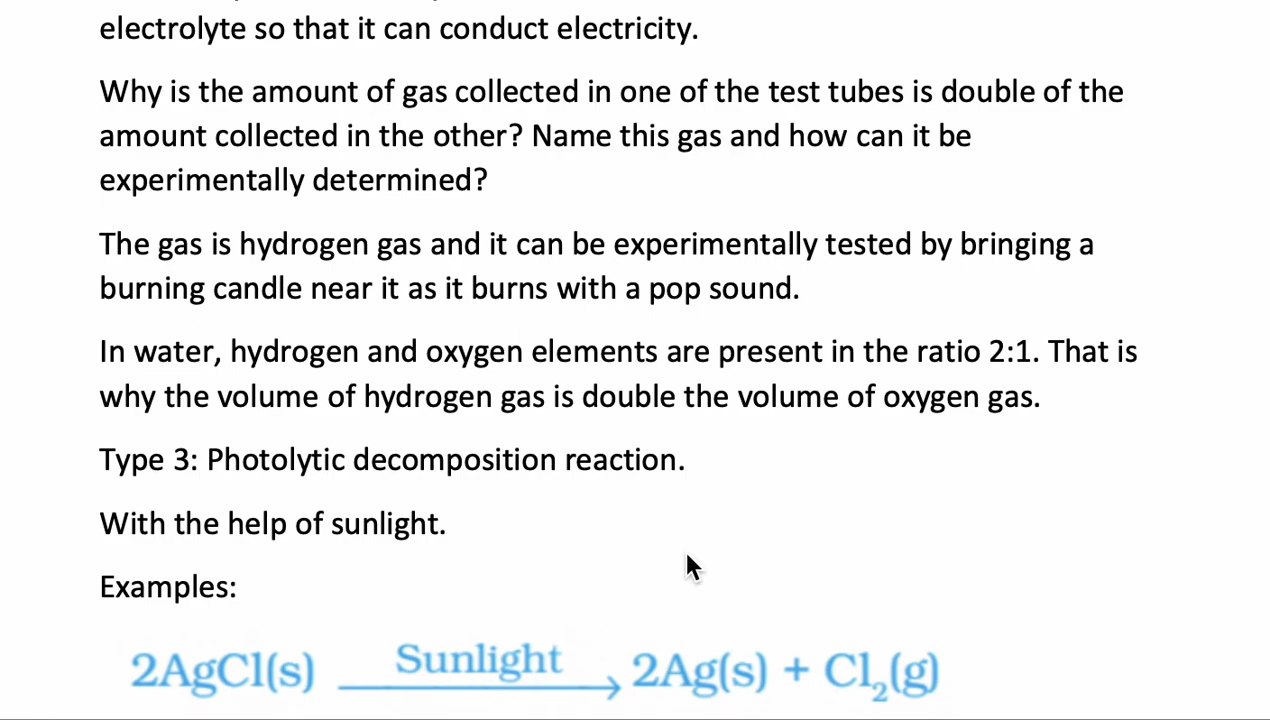 electrolyte so that it can conduct electricity.
Why is the amount of gas collected in one of the test tubes is double of the
amount collected in the other? Name this gas and how can it be
experimentally determined?
The gas is hydrogen gas and it can be experimentally tested by bringing a
burning candle near it as it burns with a pop sound.
In water, hydrogen and oxygen elements are present in the ratio 2:1. That is
why the volume of hydrogen gas is double the volume of oxygen gas.
Type 3: Photolytic decomposition reaction.
With the help of sunlight.
Examples:
2AgCl(s) Sunlight → 2Ag(s) + Cl₂(g)